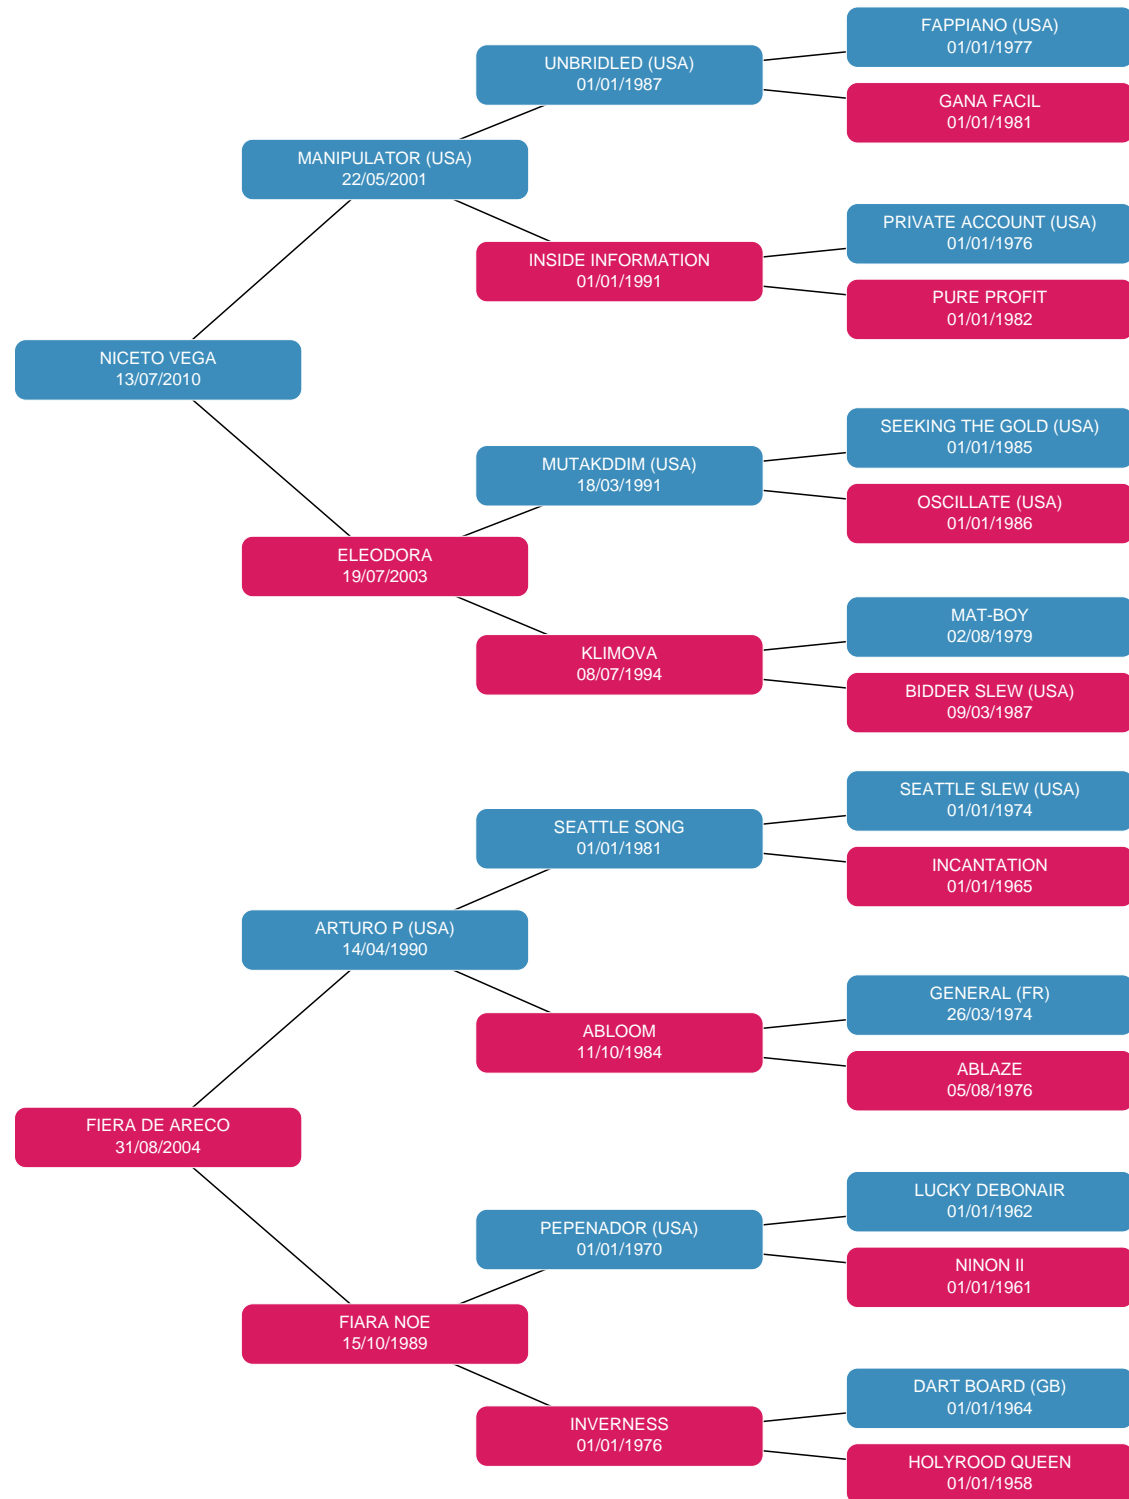 FAPPIANO (USA)
01/01/1977
UNBRIDLED (USA)
01/01/1987
GANA FACIL
01/01/1981
MANIPULATOR (USA)
22/05/2001
PRIVATE ACCOUNT (USA)
01/01/1976
INSIDE INFORMATION
01/01/1991
PURE PROFIT
01/01/1982
NICETO VEGA
13/07/2010
SEEKING THE GOLD (USA)
01/01/1985
MUTAKDDIM (USA)
18/03/1991
OSCILLATE (USA)
01/01/1986
ELEODORA
19/07/2003
MAT-BOY
02/08/1979
KLIMOVA
08/07/1994
BIDDER SLEW (USA)
09/03/1987
SEATTLE SLEW (USA)
01/01/1974
SEATTLE SONG
01/01/1981
INCANTATION
01/01/1965
ARTURO P (USA)
14/04/1990
GENERAL (FR)
26/03/1974
ABLOOM
11/10/1984
ABLAZE
05/08/1976
FIERA DE ARECO
31/08/2004
LUCKY DEBONAIR
01/01/1962
PEPENADOR (USA)
01/01/1970
NINON II
01/01/1961
FIARA NOE
15/10/1989
DART BOARD (GB)
01/01/1964
INVERNESS
01/01/1976
HOLYROOD QUEEN
01/01/1958